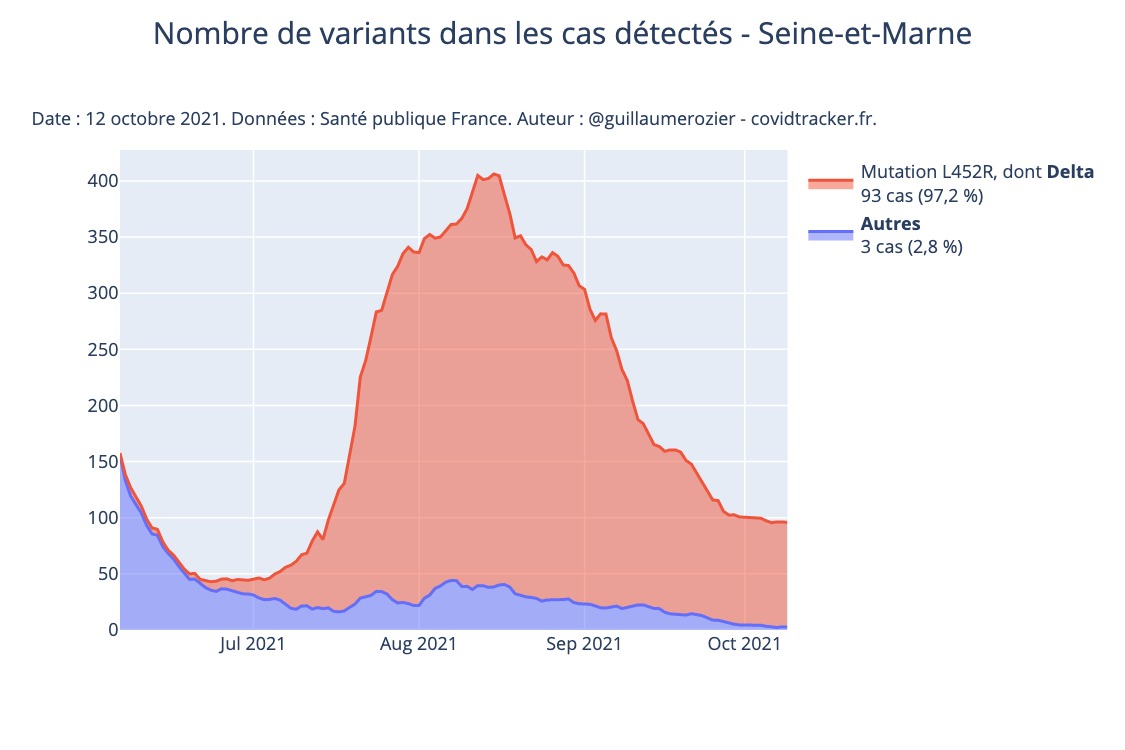 Nombre de variants dans les cas détectés - Seine-et-Marne
Date : 12 octobre 2021. Données : Santé publique France. Auteur : @guillaumerozier - covidtracker.fr.
400
350
300
250
200
150
100
50
0
Jul 2021
Aug 2021
Sep 2021
Oct 2021
Mutation L452R, dont Delta
93 cas (97,2 %)
Autres
3 cas (2,8 %)